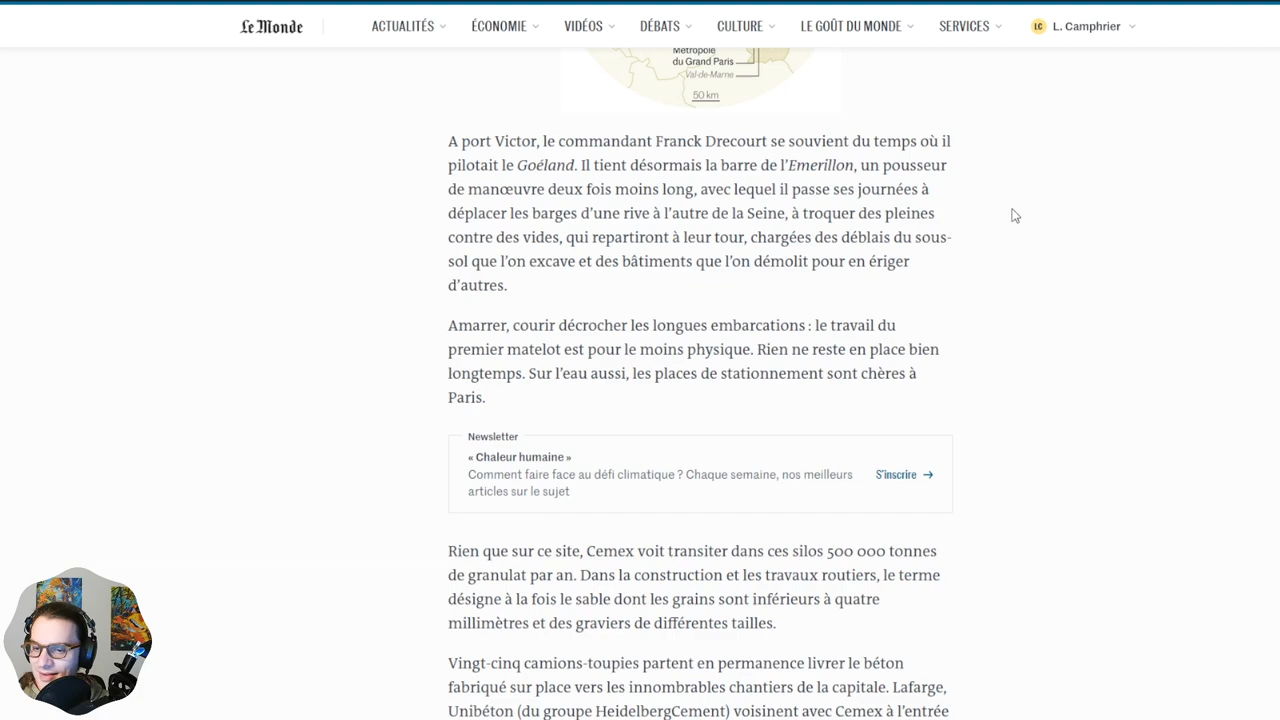 Le Monde
ACTUALITÉS
ÉCONOMIE
VIDÉOS
DÉBATS
CULTURE
LE GOÛT DU MONDE
SERVICES
LC
L. Camphrier
Métropole
du Grand Paris
Val-de-Marne
50 km
A port Victor, le commandant Franck Drecourt se souvient du temps où il
pilotait le Goéland. Il tient désormais la barre de l’Emerillon, un pousseur
de manœuvre deux fois moins long, avec lequel il passe ses journées à
déplacer les barges d’une rive à l’autre de la Seine, à troquer des pleines
contre des vides, qui repartiront à leur tour, chargées des déblais du sous-
sol que l’on excave et des bâtiments que l’on démolit pour en ériger
d’autres.
Amarrer, courir décrocher les longues embarcations : le travail du
premier matelot est pour le moins physique. Rien ne reste en place bien
longtemps. Sur l’eau aussi, les places de stationnement sont chères à
Paris.
Newsletter
« Chaleur humaine »
Comment faire face au défi climatique ? Chaque semaine, nos meilleurs
articles sur le sujet
S’inscrire →
Rien que sur ce site, Cemex voit transiter dans ces silos 500 000 tonnes
de granulat par an. Dans la construction et les travaux routiers, le terme
désigne à la fois le sable dont les grains sont inférieurs à quatre
millimètres et des graviers de différentes tailles.
Vingt-cinq camions-toupies partent en permanence livrer le béton
fabriqué sur place vers les innombrables chantiers de la capitale. Lafarge,
Unibéton (du groupe HeidelbergCement) voisinent avec Cemex à l’entrée